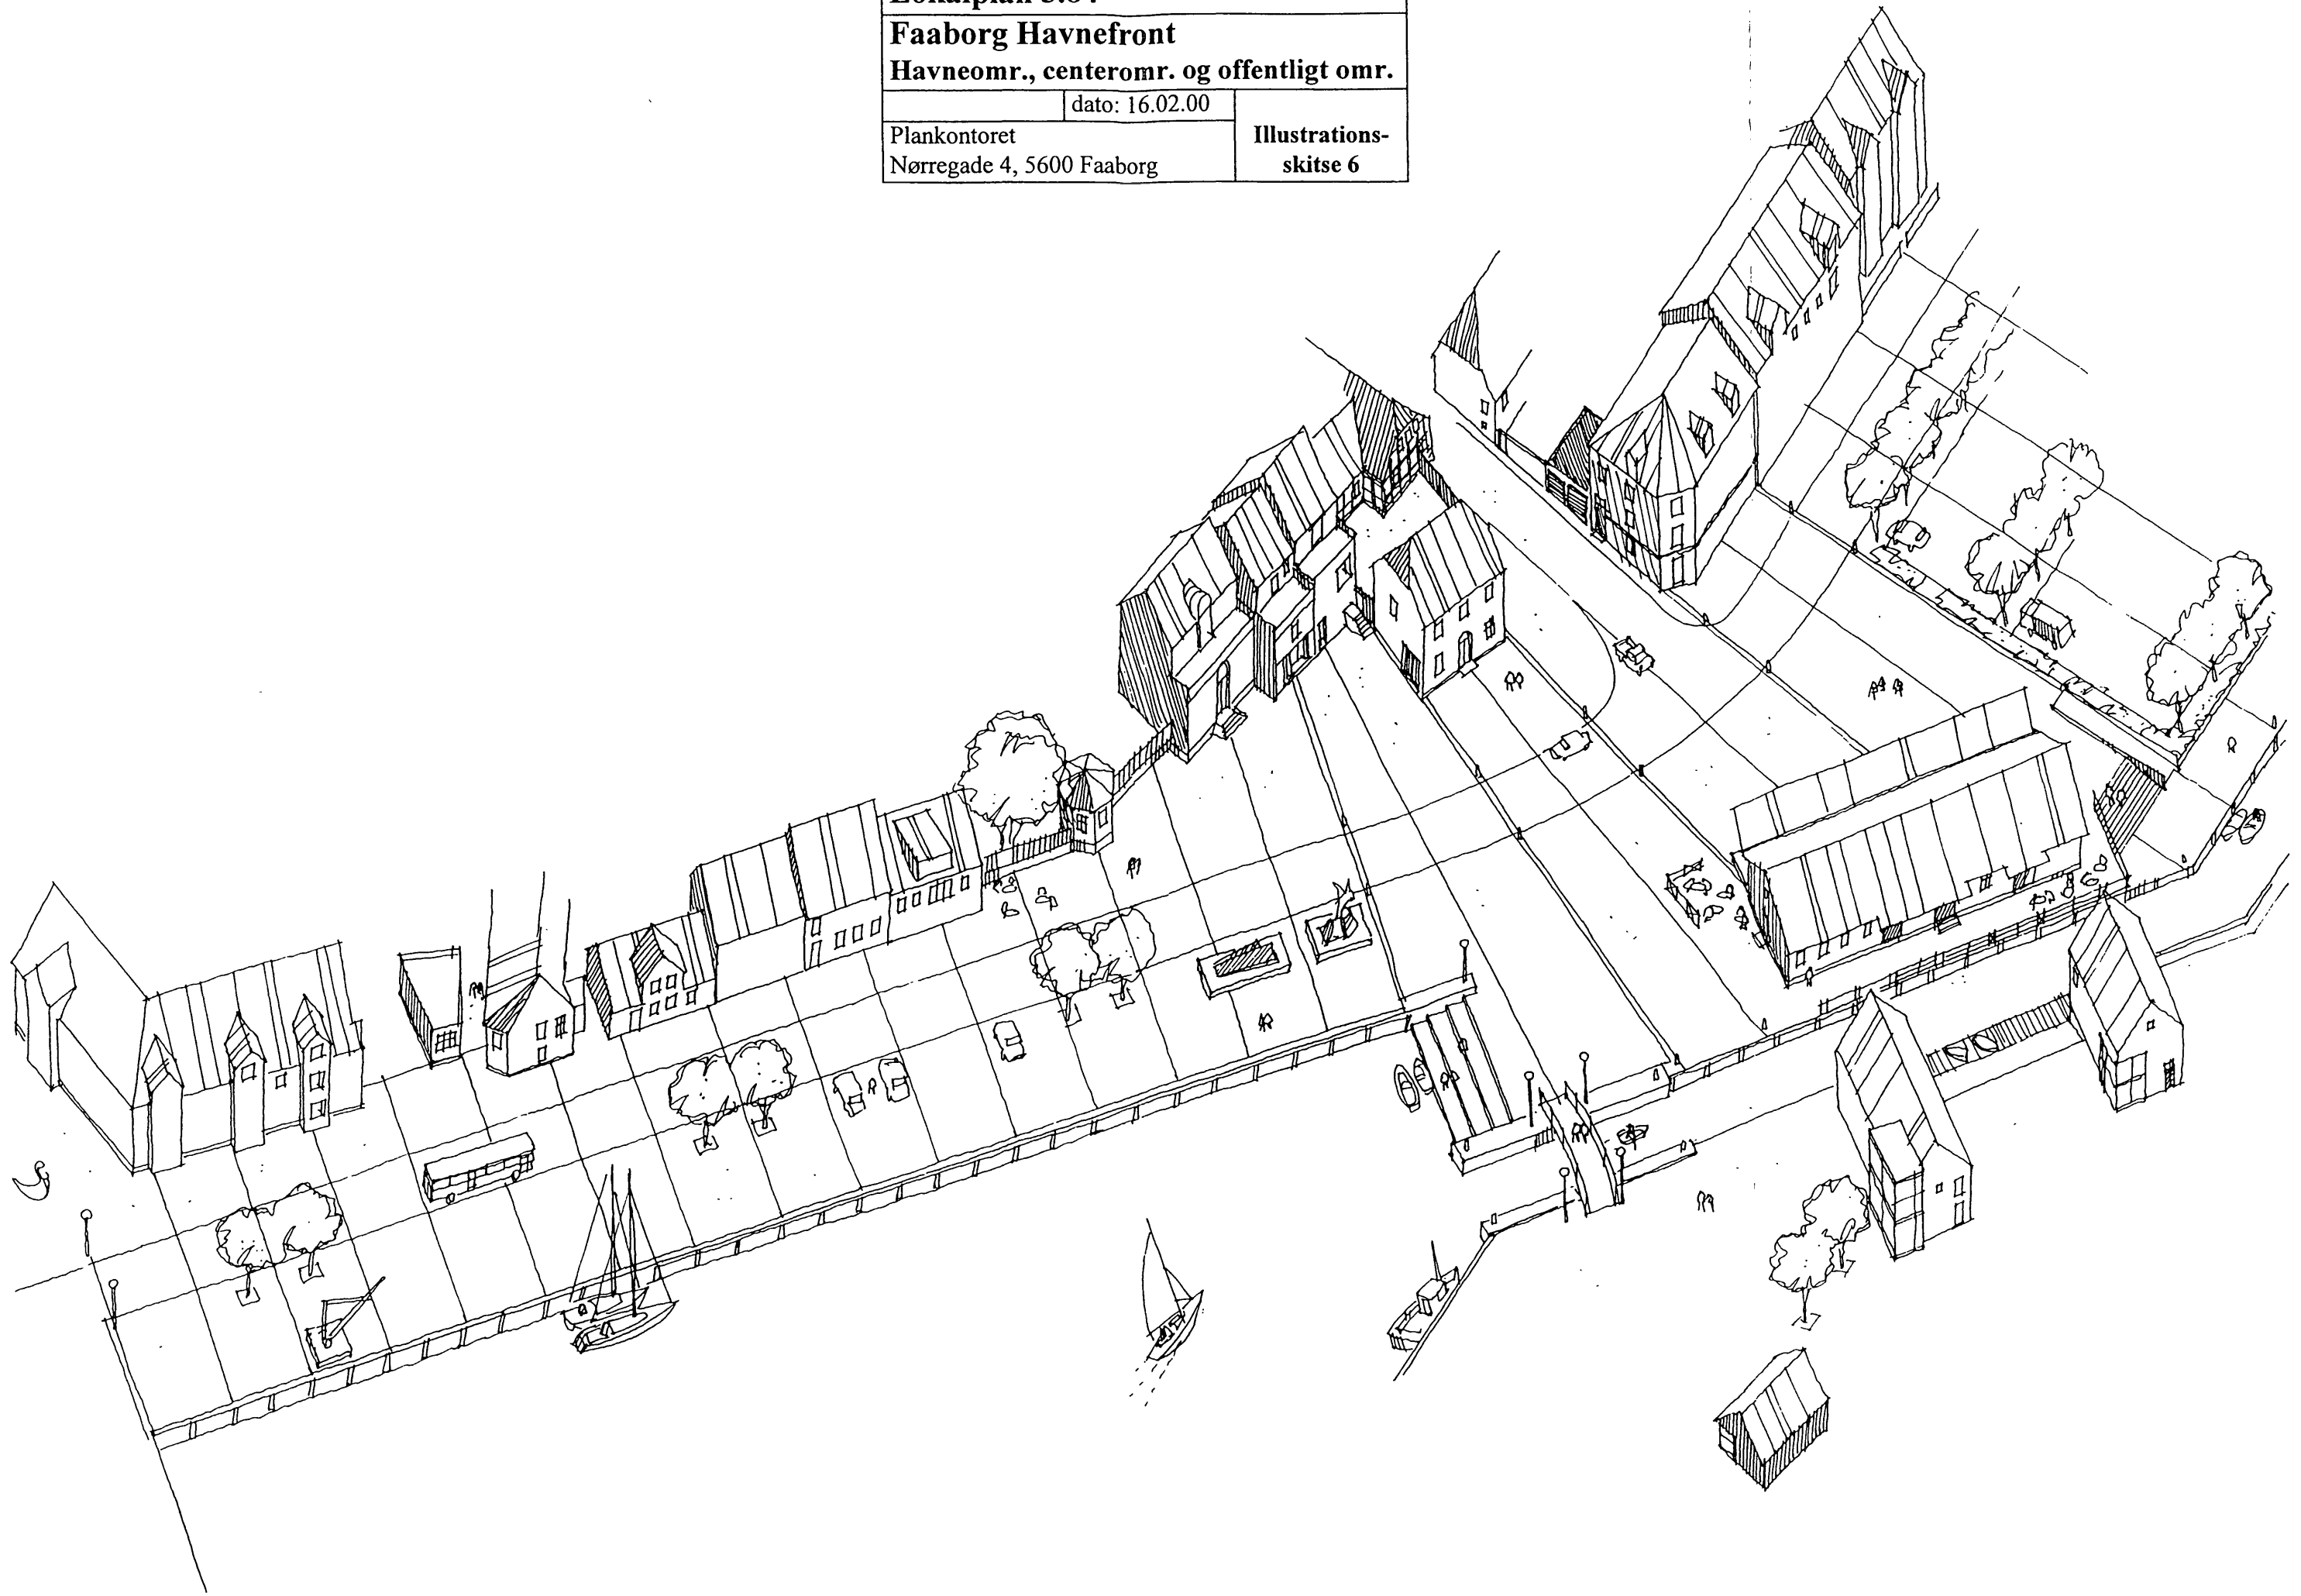 Faaborg Havnefront
Havneomr., centeromr. og offentligt omr.
dato: 16.02.00
Plankontoret
Nørregade 4, 5600 Faaborg
Illustrations-
skitse 6